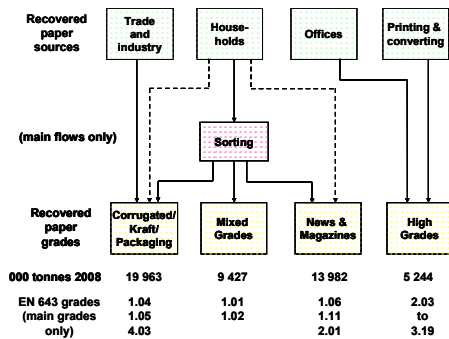 Recovered
paper
sources
Trade
and
industry
House-
holds
Offices
Printing &
converting
(main flows only)
Sorting
Recovered
paper
grades
Corrugated/
Kraft/
Packaging
Mixed
Grades
News &
Magazines
High
Grades
000 tonnes 2008 19 963 9 427 13 982 5 244
EN 643 grades 1.04 1.01 1.06 2.03
(main grades 1.05 1.02 1.11 to
only) 4.03 2.01 3.19